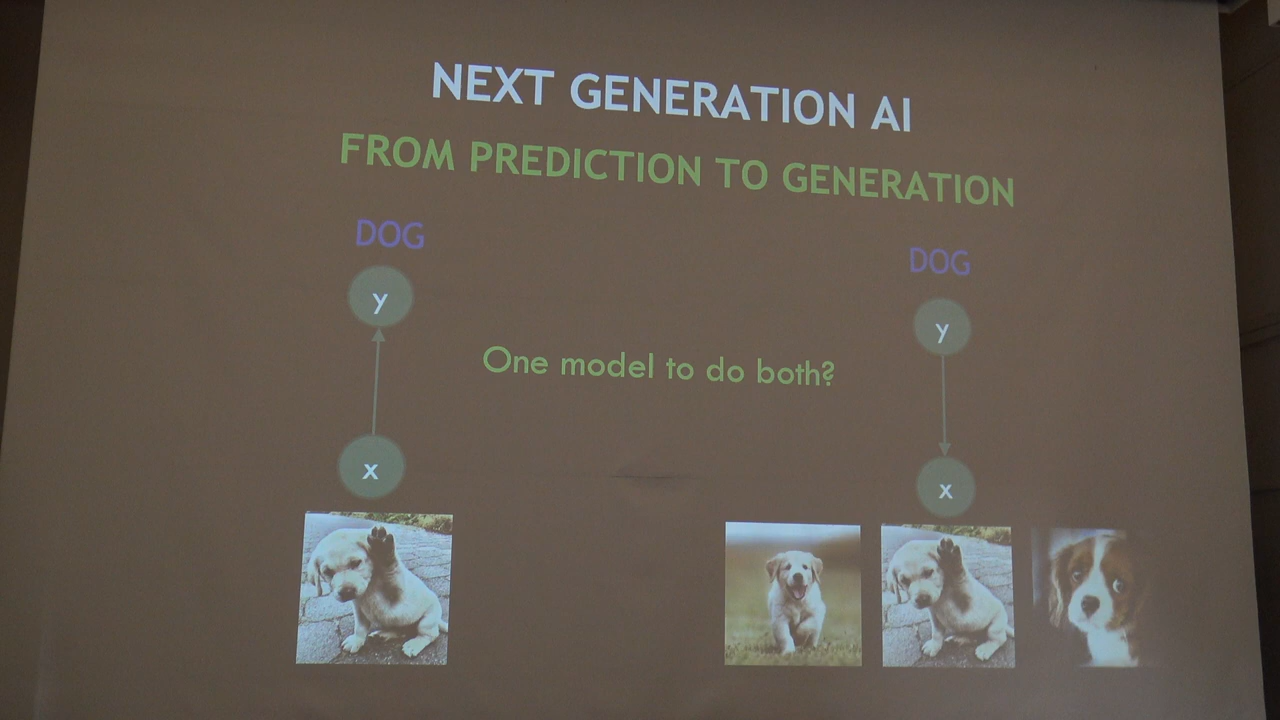 NEXT GENERATION AI
FROM PREDICTION TO GENERATION
DOG
y
x
One model to do both?
DOG
y
x